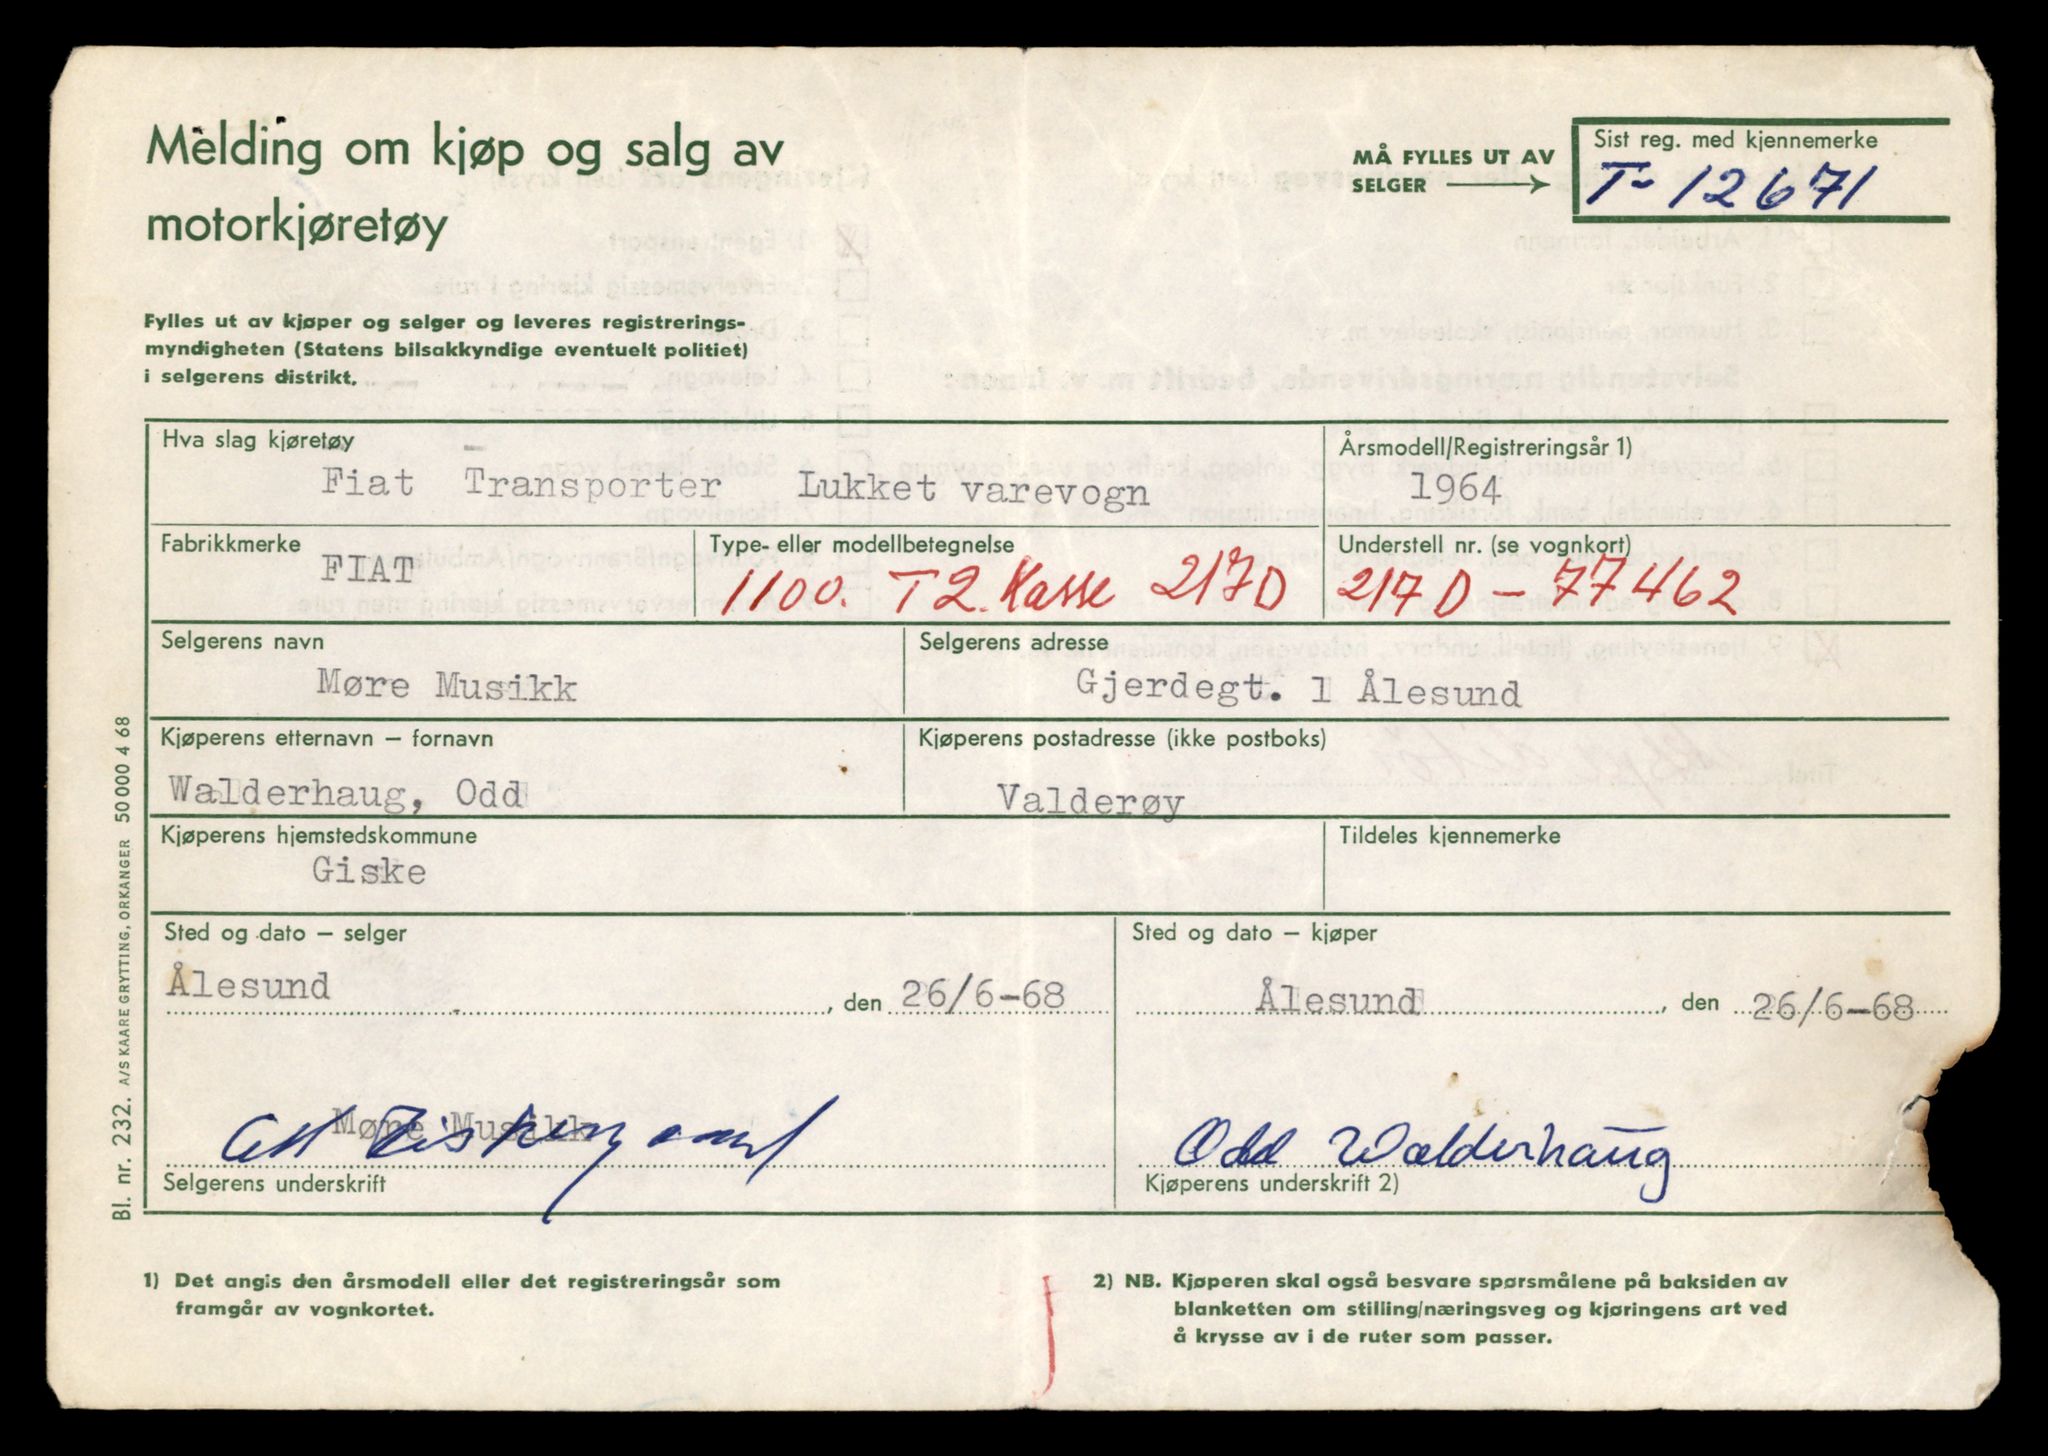 Melding om kjøp og salg av
motorkjøretøy
MÅ FYLLES UT AV
SELGER
Sist reg. med kjennemerke
T- 12671
Fylles ut av kjøper og selger og leveres registrerings-
myndigheten (Statens bilsakkyndige eventuelt politiet)
i selgerens distrikt.
Hva slag kjøretøy
Fiat Transporter Lukket varevogn
Årsmodell/Registreringsår 1)
1964
Fabrikkmerke
FIAT
Type- eller modellbetegnelse
1100. T2. Kasse 217D
Understell nr. (se vognkort)
217D - 77462
Selgerens navn
Møre Musikk
Selgerens adresse
Gjerdegt. 1 Ålesund
Kjøperens etternavn – fornavn
Walderhaug, Odd
Kjøperens postadresse (ikke postboks)
Valderøy
Kjøperens hjemstedskommune
Giske
Tildeles kjennemerke
Sted og dato – selger
Ålesund, den 26/6-68
Sted og dato – kjøper
Ålesund, den 26/6-68
Møre Musikk
Selgerens underskrift
Odd Walderhaug
Kjøperens underskrift 2)
1) Det angis den årsmodell eller det registreringsår som
framgår av vognkortet.
2) NB. Kjøperen skal også besvare spørsmålene på baksiden av
blanketten om stilling/næringsveg og kjøringens art ved
å krysse av i de ruter som passer.
Bl. nr. 232. A/S KAARE GRYTTING, ORKANGER 50 000 4 68